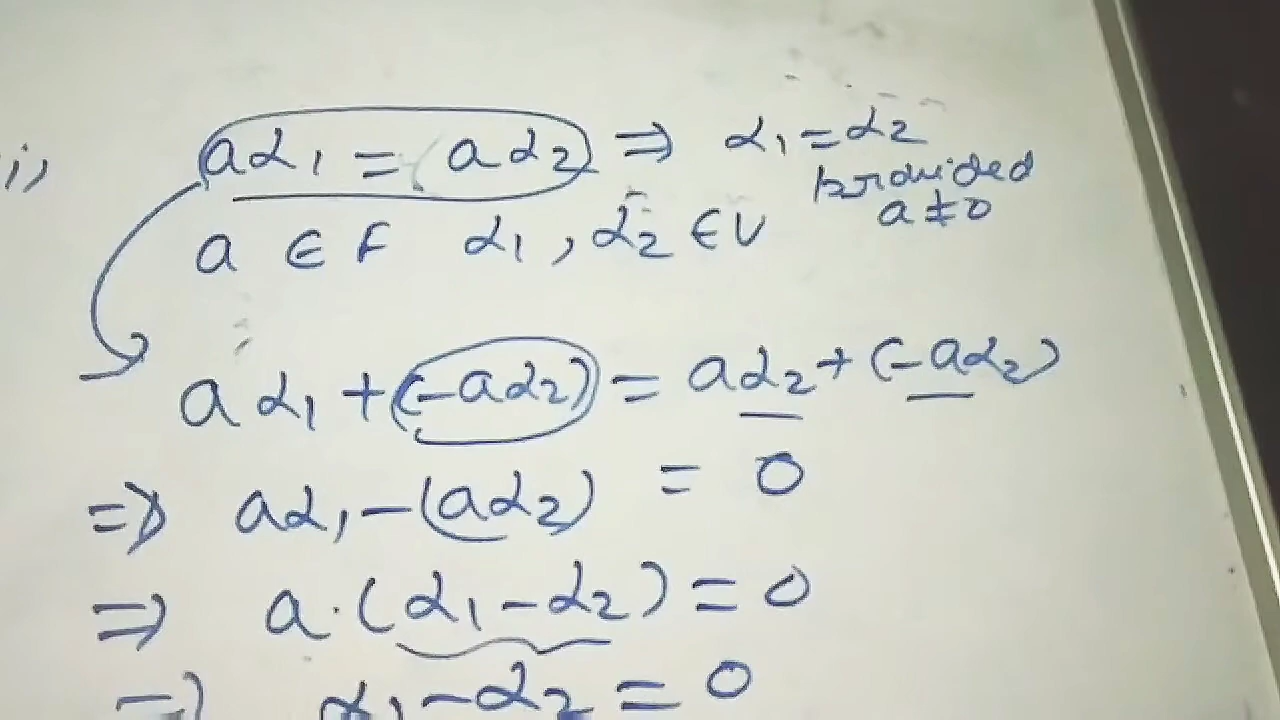 ii) aα₁ = aα₂ ⇒ α₁ = α₂
provided
a ≠ 0
a ∈ F α₁, α₂ ∈ V
aα₁ + (-aα₂) = aα₂ + (-aα₂)
⇒ aα₁ - (aα₂) = 0
⇒ a·(α₁ - α₂) = 0
⇒ α₁ - α₂ = 0